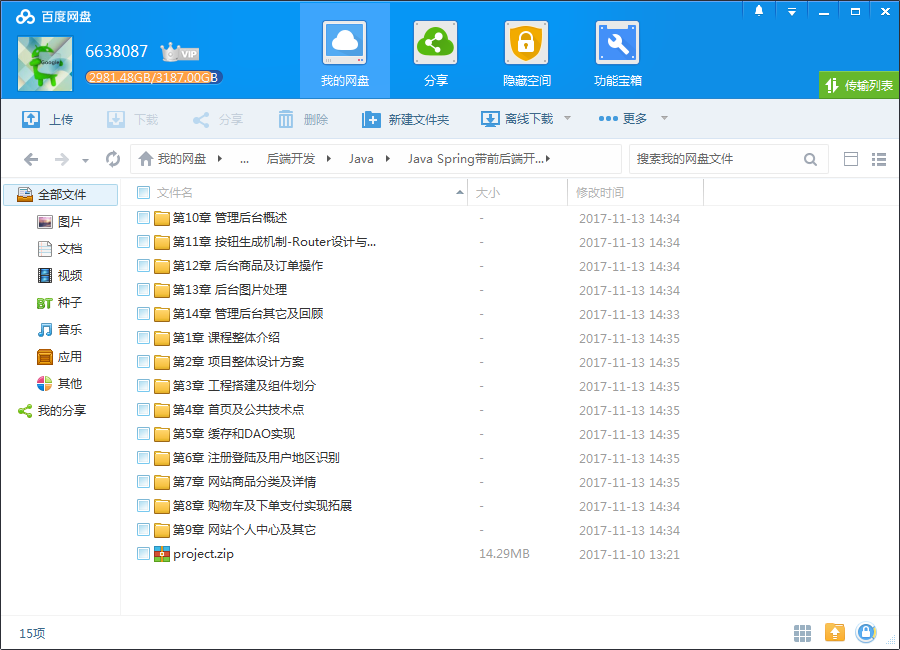 百度网盘
6638087 VIP
2981.48GB/3187.00GB
我的网盘
分享
隐藏空间
功能宝箱
传输列表
上传 下载 分享 删除 新建文件夹 离线下载 更多
我的网盘 ... 后端开发 Java Java Spring带前后端开...
搜索我的网盘文件
全部文件
图片
文档
视频
BT 种子
音乐
应用
其他
我的分享
文件名 大小 修改时间
第10章 管理后台概述 - 2017-11-13 14:34
第11章 按钮生成机制-Router设计与... - 2017-11-13 14:34
第12章 后台商品及订单操作 - 2017-11-13 14:34
第13章 后台图片处理 - 2017-11-13 14:34
第14章 管理后台其它及回顾 - 2017-11-13 14:33
第1章 课程整体介绍 - 2017-11-13 14:35
第2章 项目整体设计方案 - 2017-11-13 14:35
第3章 工程搭建及组件划分 - 2017-11-13 14:35
第4章 首页及公共技术点 - 2017-11-13 14:35
第5章 缓存和DAO实现 - 2017-11-13 14:35
第6章 注册登陆及用户地区识别 - 2017-11-13 14:35
第7章 网站商品分类及详情 - 2017-11-13 14:35
第8章 购物车及下单支付实现拓展 - 2017-11-13 14:34
第9章 网站个人中心及其它 - 2017-11-13 14:34
project.zip 14.29MB 2017-11-10 13:21
15项